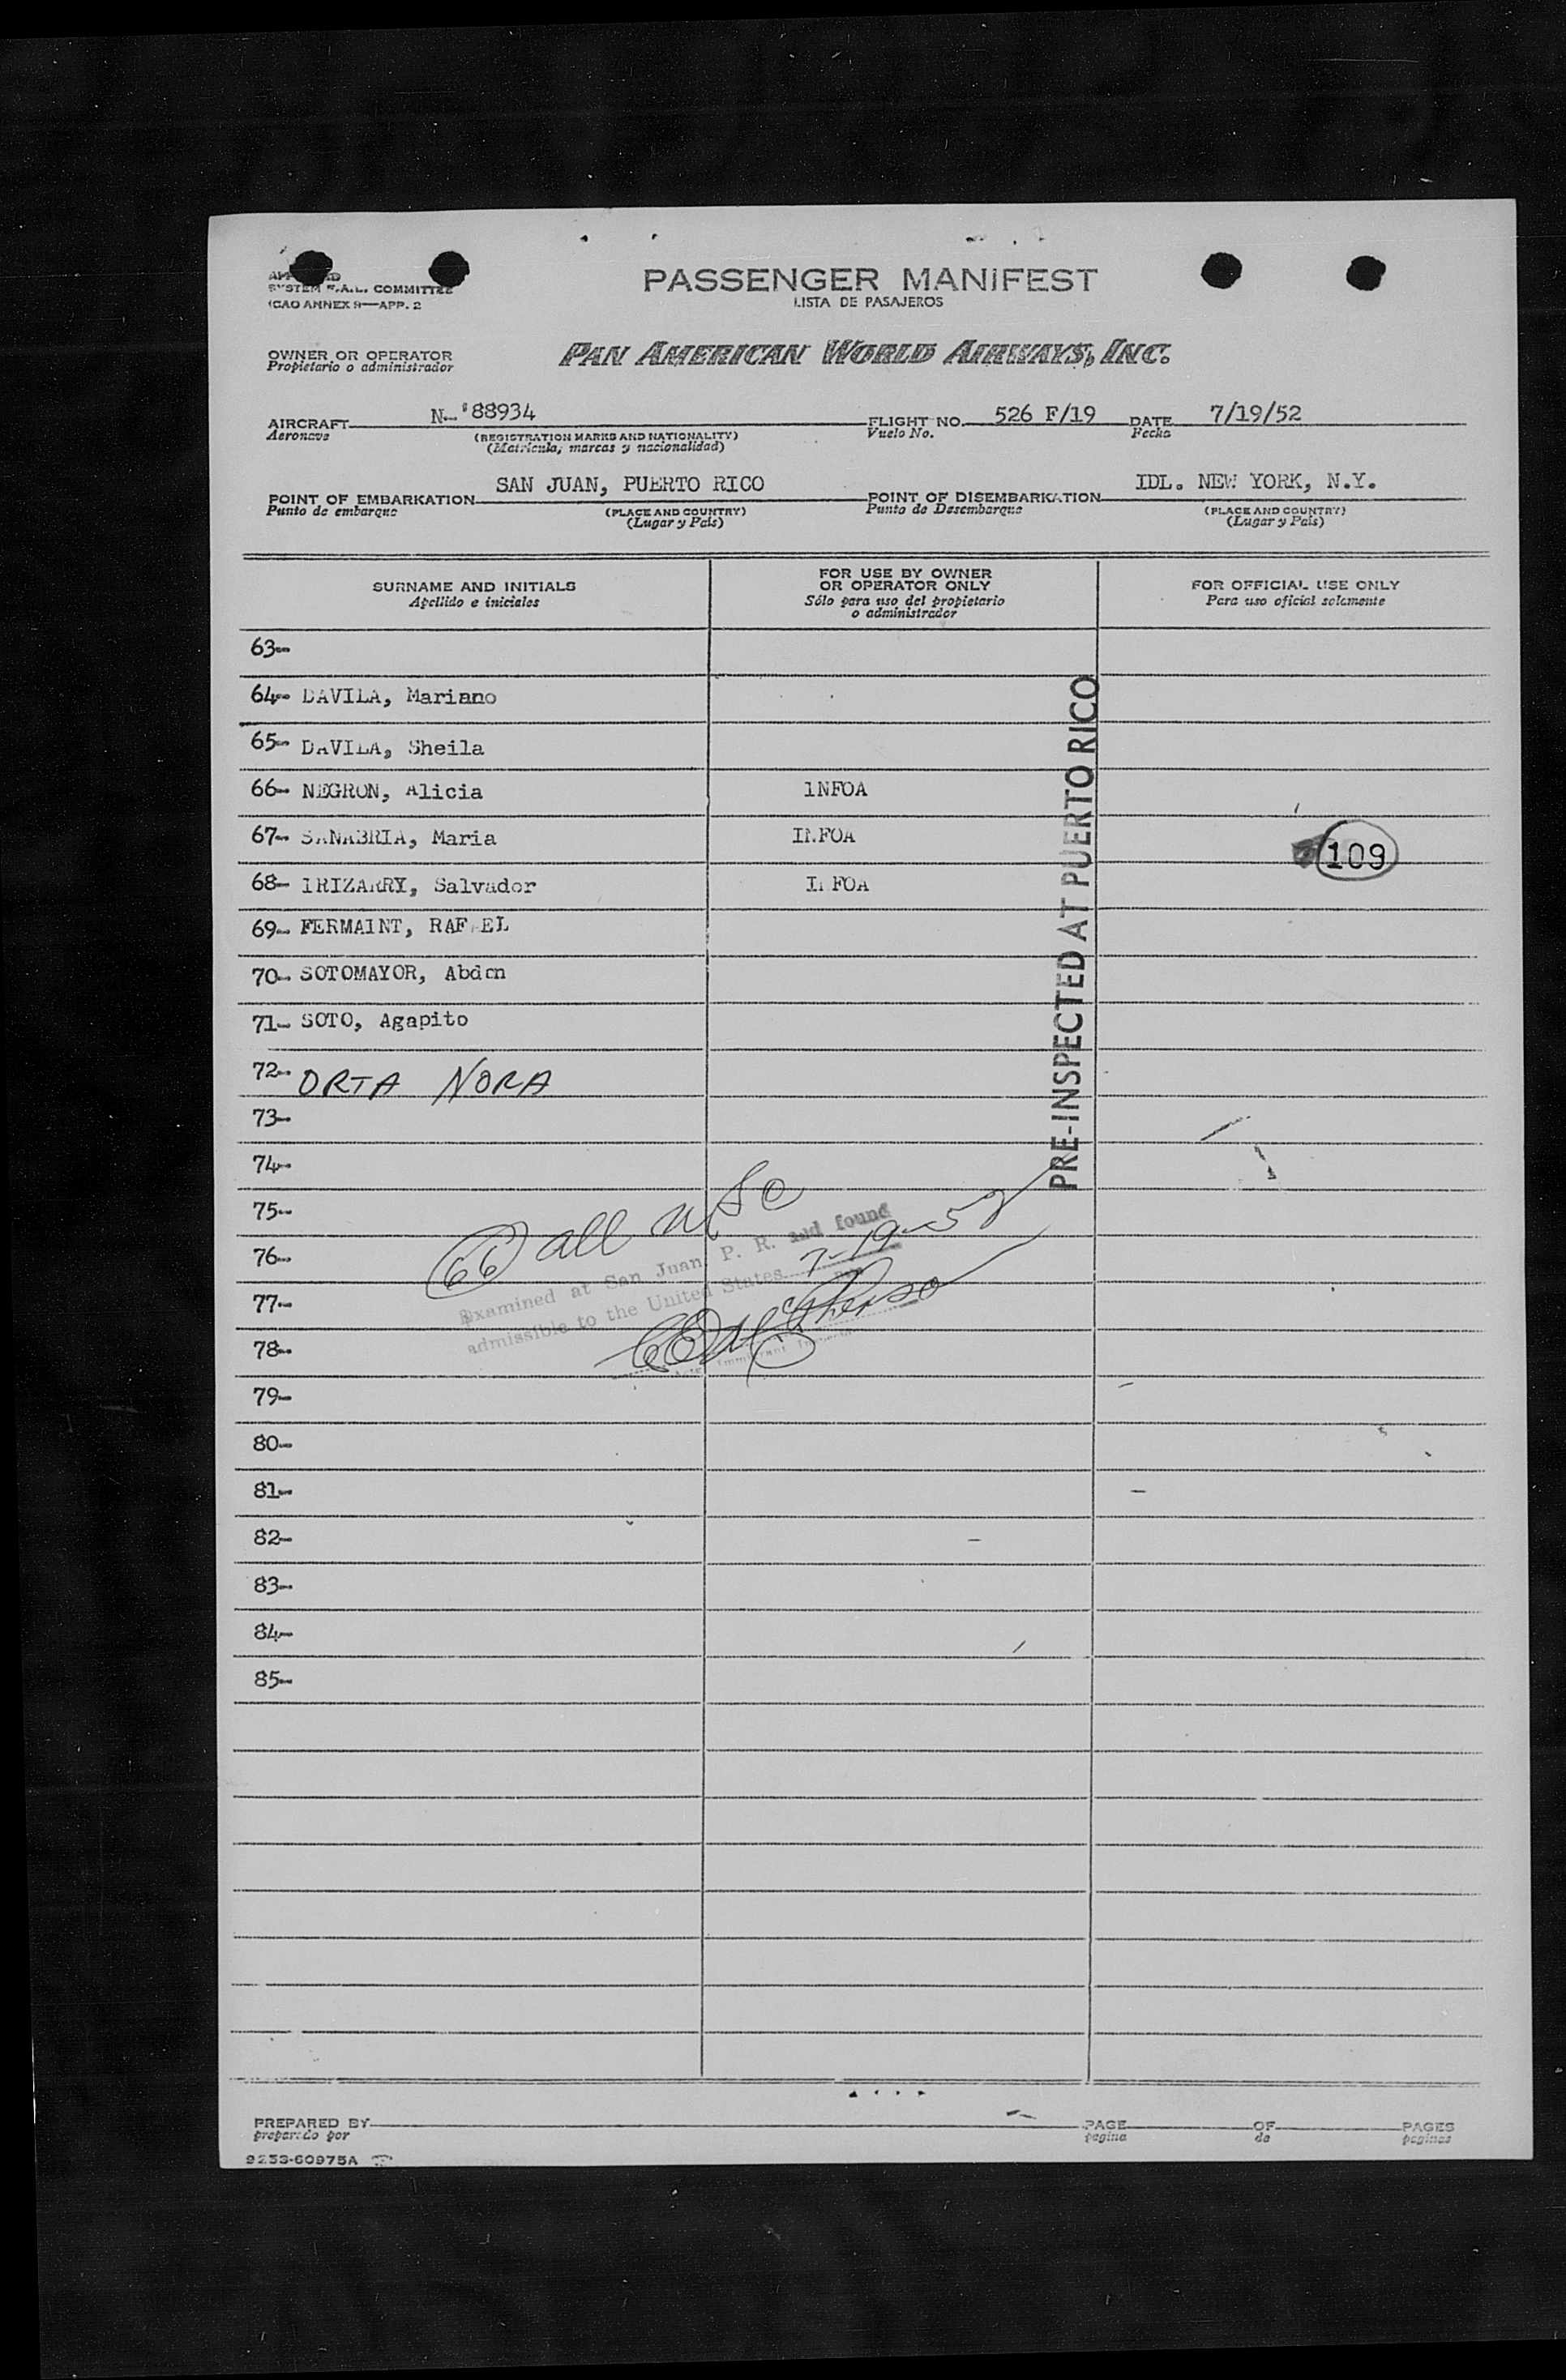 SYSTEM F.A.L. COMMITTEE
ICAO ANNEX 9—APP. 2
PASSENGER MANIFEST
LISTA DE PASAJEROS
OWNER OR OPERATOR
Propietario o administrador
PAN AMERICAN WORLD AIRWAYS, INC.
AIRCRAFT N-88934 FLIGHT NO. 526 F/19 DATE 7/19/52
Aeronave (REGISTRATION MARKS AND NATIONALITY) Vuelo No. Fecha
(Matrícula, marcas y nacionalidad)
POINT OF EMBARKATION SAN JUAN, PUERTO RICO POINT OF DISEMBARKATION IDL. NEW YORK, N.Y.
Punto de embarque (PLACE AND COUNTRY) Punto de Desembarque (PLACE AND COUNTRY)
(Lugar y País) (Lugar y País)
SURNAME AND INITIALS FOR USE BY OWNER OR OPERATOR ONLY FOR OFFICIAL USE ONLY
Apellido e iniciales Sólo para uso del propietario o administrador Para uso oficial solamente
63-
64- DAVILA, Mariano
65- DAVILA, Sheila
66- NEGRON, Alicia 1NFOA
67- SANABRIA, Maria INFOA
109
68- IRIZARRY, Salvador INFOA
69- FERMAINT, RAFAEL
70- SOTOMAYOR, Abdon
71- SOTO, Agapito
72- ORTA NORA
73-
74-
75-
76-
77-
78-
79-
80-
81-
82-
83-
84-
85-
PRE-INSPECTED AT PUERTO RICO
66 all USC
Examined at San Juan P. R. and found
admissible to the United States 7-19-52
Immigrant
PREPARED BY PAGE OF PAGES
preparado por página de páginas
9253-60975A